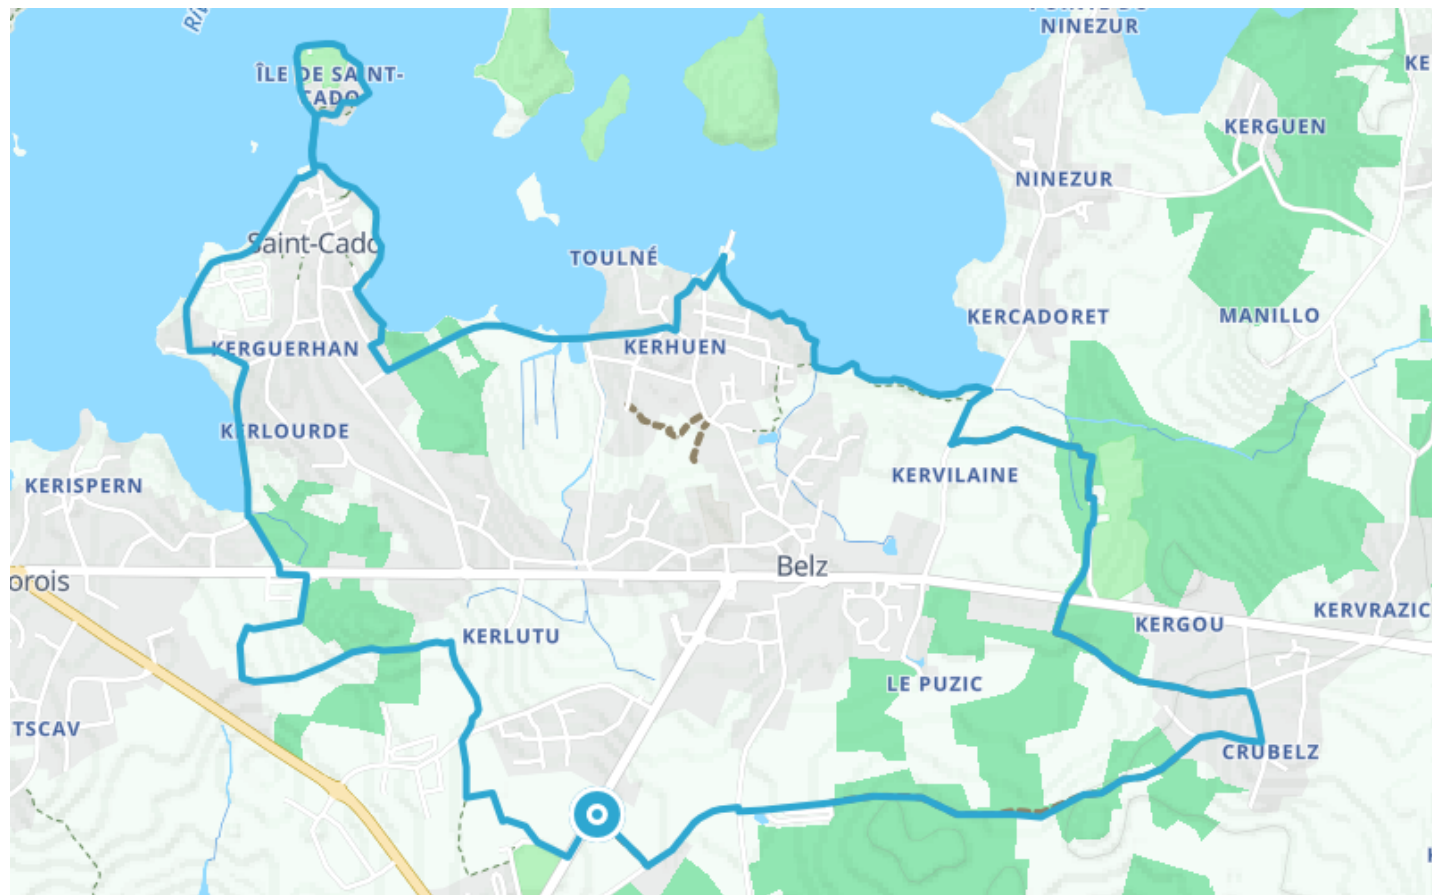 NINEZUR
ÎLE DE SAINT-
CADO
KERGUEN
NINEZUR
Saint-Cado
TOULNÉ
KERCADORET
MANILLO
KERHUEN
KERGUERHAN
KERLOURDE
KERVILAINE
KERISPERN
Belz
orois
KERVRAZIC
KERGOU
KERLUTU
LE PUZIC
TSCAV
CRUBELZ